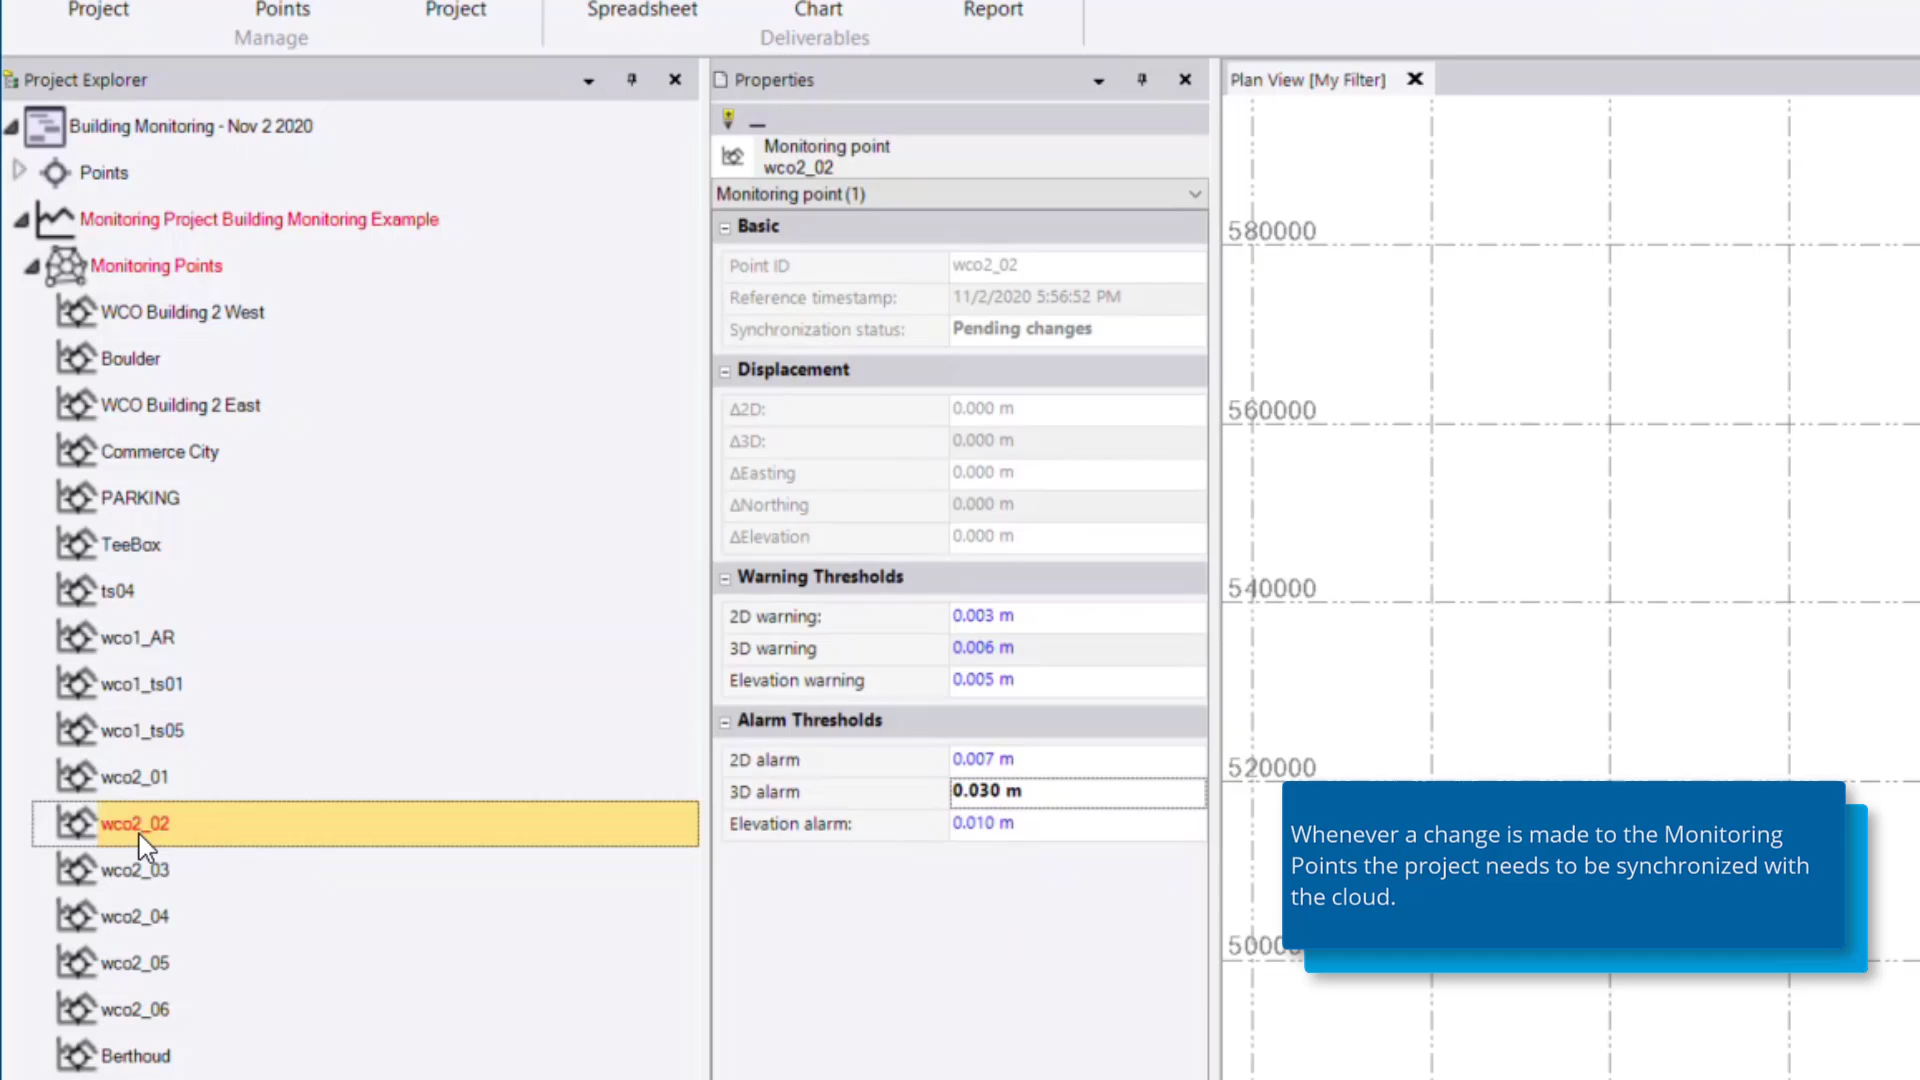 Project
Points
Project
Spreadsheet
Chart
Report
Manage
Deliverables
Project Explorer
Building Monitoring - Nov 2 2020
Points
Monitoring Project Building Monitoring Example
Monitoring Points
WCO Building 2 West
Boulder
WCO Building 2 East
Commerce City
PARKING
TeeBox
ts04
wco1_AR
wco1_ts01
wco1_ts05
wco2_01
wco2_02
wco2_03
wco2_04
wco2_05
wco2_06
Berthoud
Properties
Monitoring point
wco2_02
Monitoring point (1)
Basic
Point ID wco2_02
Reference timestamp: 11/2/2020 5:56:52 PM
Synchronization status: Pending changes
Displacement
Δ2D: 0.000 m
Δ3D: 0.000 m
ΔEasting 0.000 m
ΔNorthing 0.000 m
ΔElevation 0.000 m
Warning Thresholds
2D warning: 0.003 m
3D warning 0.006 m
Elevation warning 0.005 m
Alarm Thresholds
2D alarm 0.007 m
3D alarm 0.030 m
Elevation alarm: 0.010 m
Plan View [My Filter]
580000
560000
540000
520000
Whenever a change is made to the Monitoring
Points the project needs to be synchronized with
the cloud.